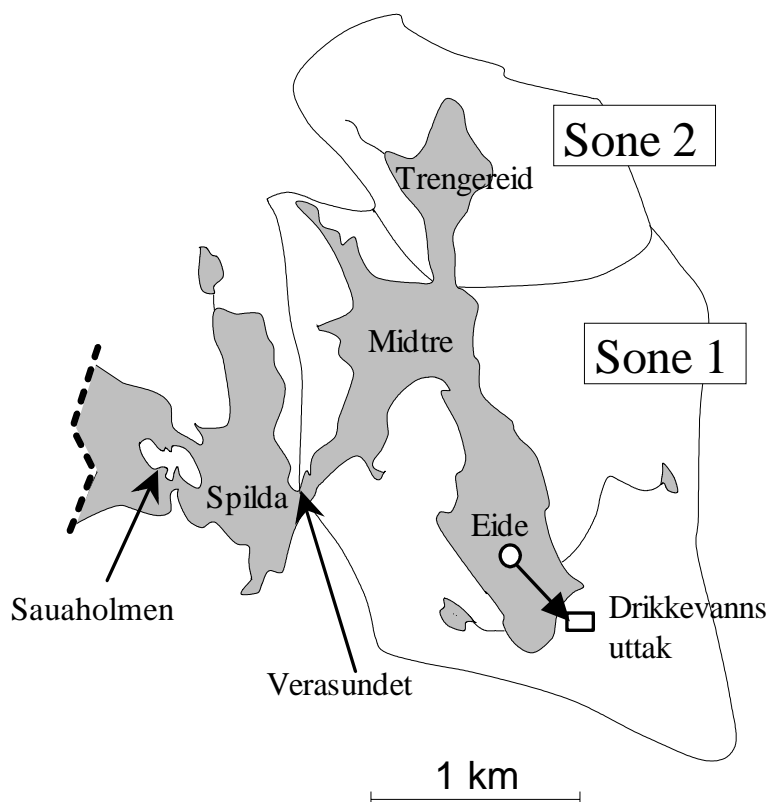 Sone 2
Trengereid
Midtre
Sone 1
Spilda
Eide
Sauaholmen
Drikkevanns
uttak
Verasundet
1 km